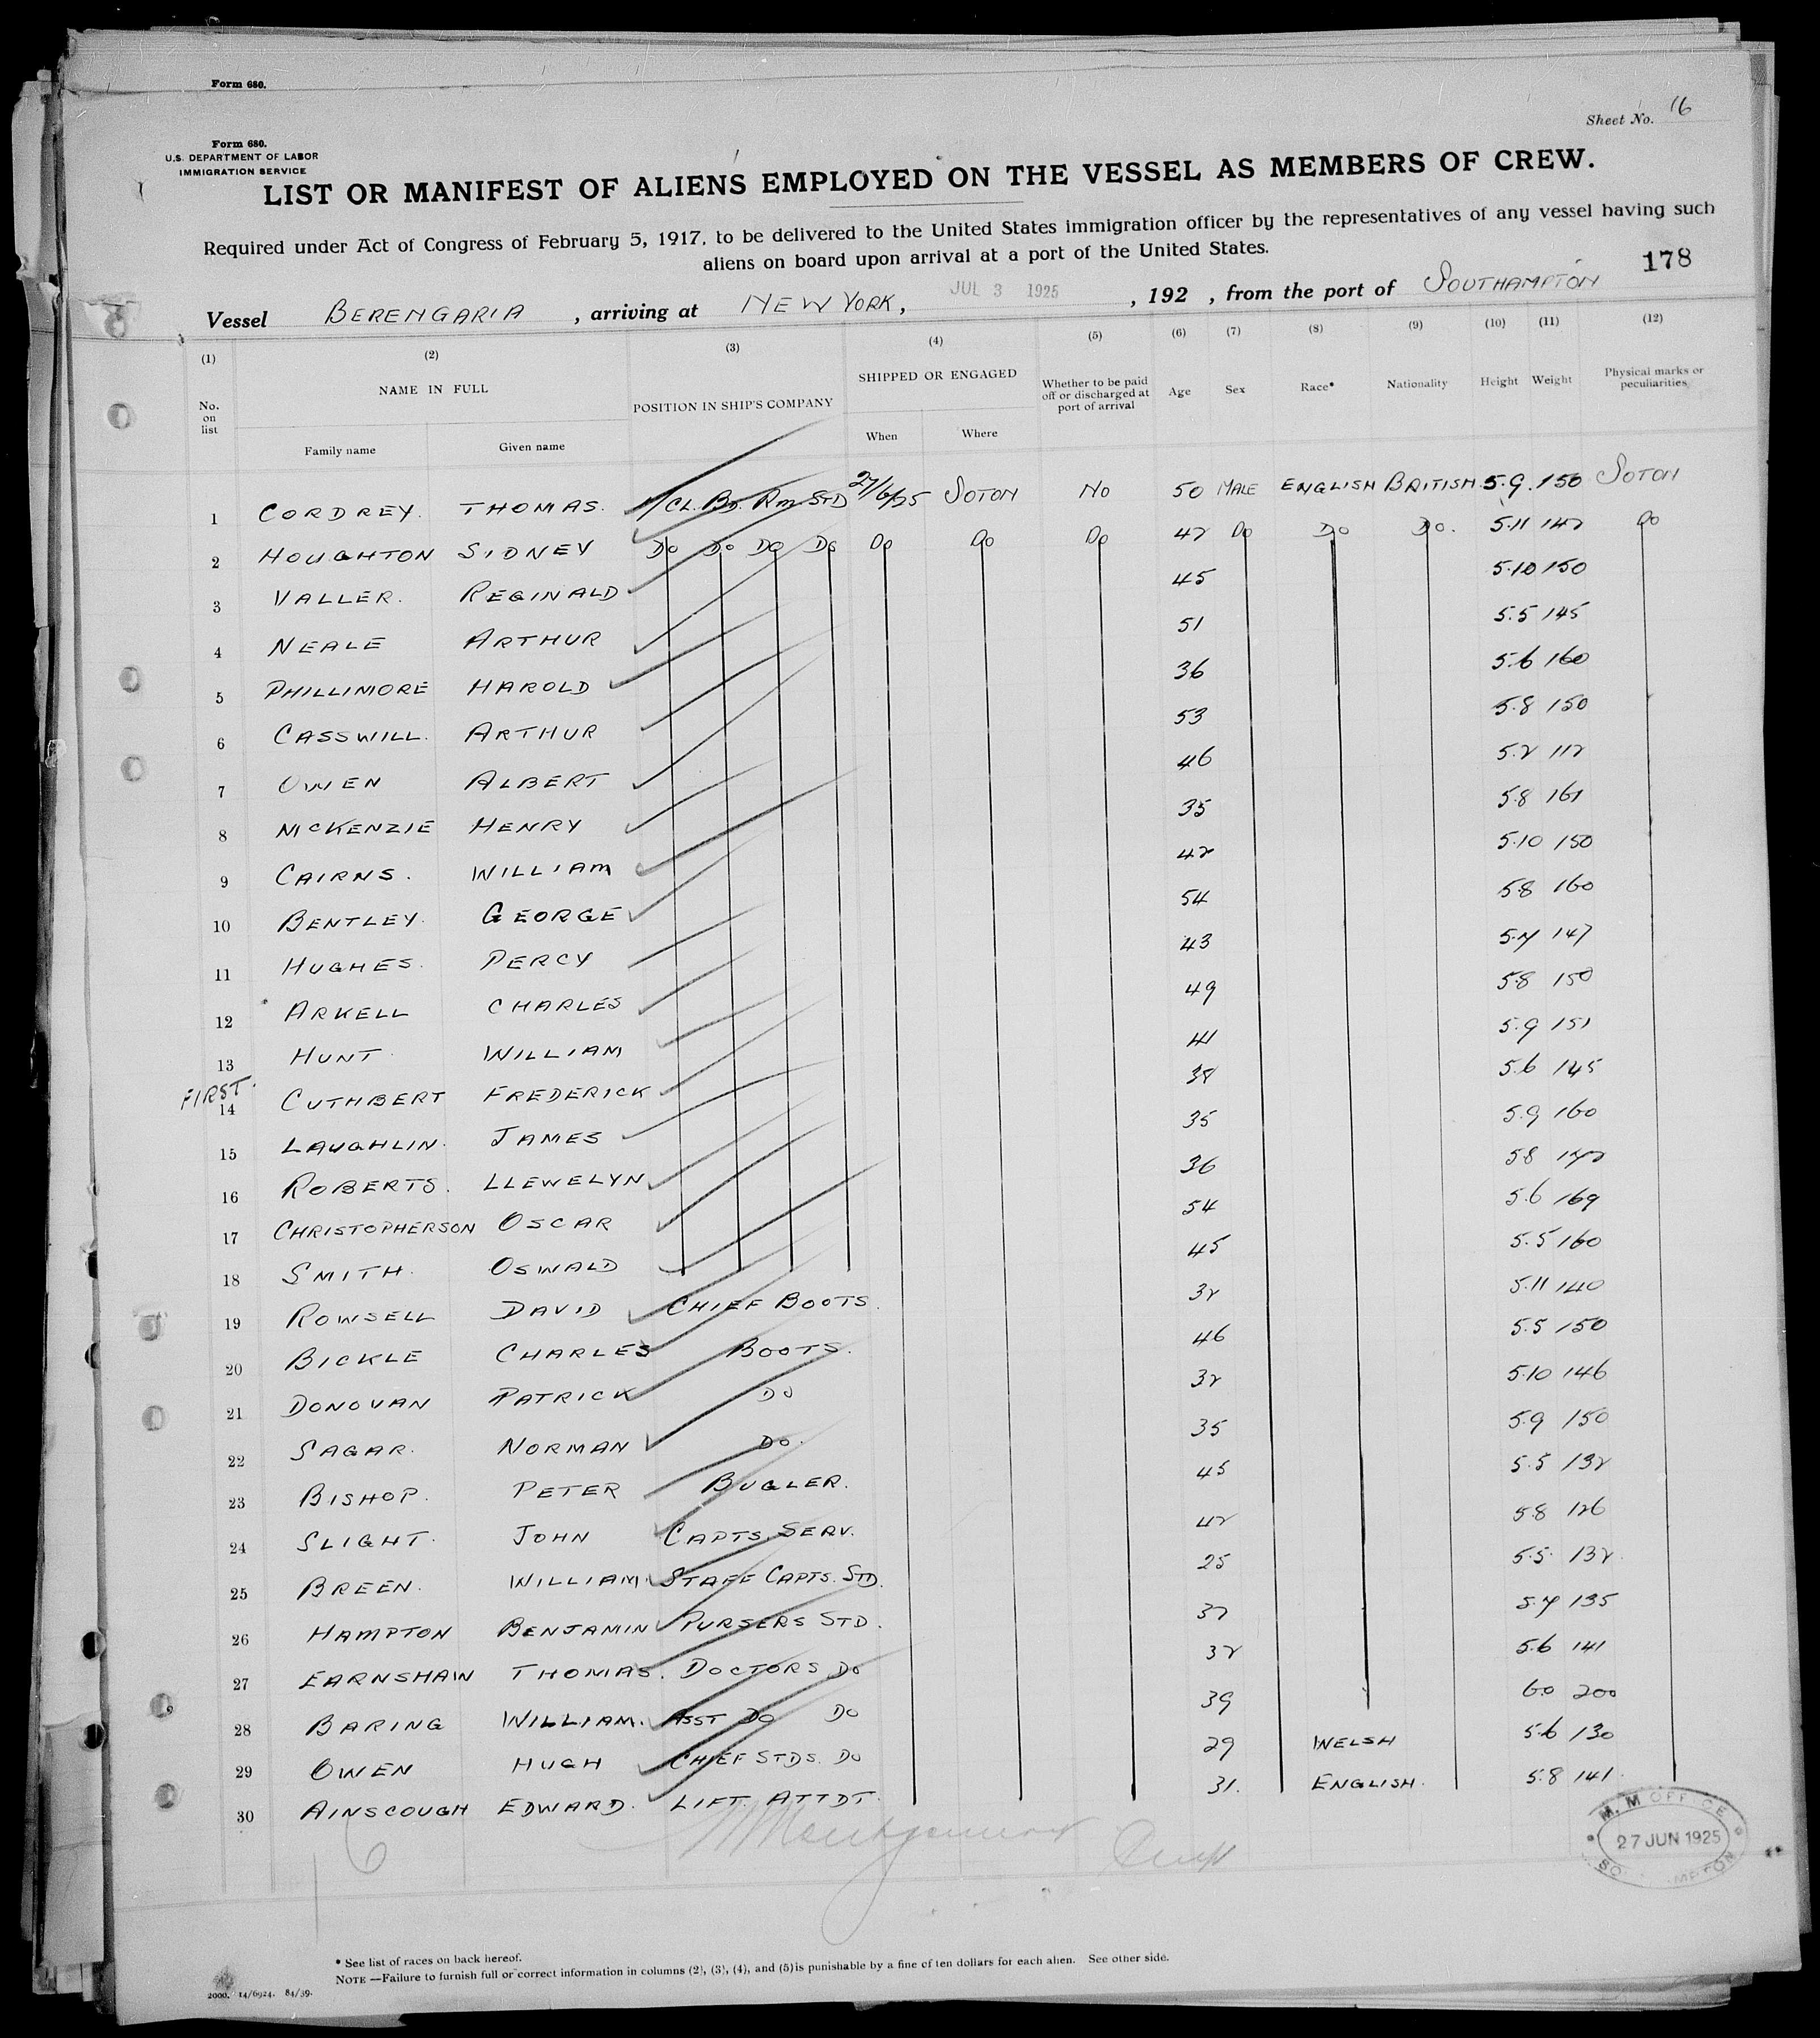 Form 680.
Sheet No. 16
Form 680.
U.S. DEPARTMENT OF LABOR
IMMIGRATION SERVICE
LIST OR MANIFEST OF ALIENS EMPLOYED ON THE VESSEL AS MEMBERS OF CREW.
Required under Act of Congress of February 5, 1917, to be delivered to the United States immigration officer by the representatives of any vessel having such
aliens on board upon arrival at a port of the United States.
178
Vessel BERENGARIA , arriving at NEW YORK, JUL 3 1925 , 192 , from the port of SOUTHAMPTON
(1) (2) (3) (4) (5) (6) (7) (8) (9) (10) (11) (12)
No. on list NAME IN FULL POSITION IN SHIP'S COMPANY SHIPPED OR ENGAGED Whether to be paid off or discharged at port of arrival Age Sex Race* Nationality Height Weight Physical marks or peculiarities
Family name Given name When Where
1 CORDREY. THOMAS. 1/CL. BD. RM STD 27/6/25 SOTON NO 50 MALE ENGLISH BRITISH 5.9. 150 SOTON
2 HOUGHTON SIDNEY DO DO DO DO DO DO DO 42 DO DO DO. 5.11 142 DO
3 VALLER. REGINALD 45 5.10 150
4 NEALE ARTHUR 51 5.5 145
5 PHILLIMORE HAROLD 36 5.6 160
6 CASSWILL. ARTHUR 53 5.8 150
7 OWEN ALBERT 46 5.2 112
8 MCKENZIE HENRY 35 5.8 161
9 CAIRNS. WILLIAM 42 5.10 150
10 BENTLEY. GEORGE 54 5.8 160
11 HUGHES. PERCY 43 5.7 147
12 ARKELL CHARLES 49 5.8 150
13 HUNT. WILLIAM 41 5.9 151
FIRST.
14 CUTHBERT FREDERICK 38 5.6 145
15 LAUGHLIN. JAMES 35 5.9 160
16 ROBERTS. LLEWELYN 36 5.8
17 CHRISTOPHERSON OSCAR 54 5.6 169
18 SMITH. OSWALD 45 5.5 160
19 ROWSELL DAVID CHIEF BOOTS. 32 5.11 140
20 BICKLE CHARLES BOOTS. 46 5.5 150
21 DONOVAN PATRICK DO 32 5.10 146
22 SAGAR. NORMAN DO. 35 5.9 150
23 BISHOP. PETER BUGLER. 45 5.5 132
24 SLIGHT. JOHN CAPTS. SERV. 42 5.8 126
25 BREEN. WILLIAM. STAFF CAPTS. STD. 25 5.5. 132
26 HAMPTON BENJAMIN PURSERS STD. 37 5.7 135
27 EARNSHAW THOMAS. DOCTORS DO 32 5.6 141
28 BARING WILLIAM. ASST DO DO 39 6.0 200
29 OWEN HUGH CHIEF STDS. DO 29 WELSH 5.6 130
30 AINSCOUGH EDWARD. LIFT ATTDT. 31. ENGLISH. 5.8 141.
6
M. M OFFICE
27 JUN 1925
* See list of races on back hereof.
NOTE —Failure to furnish full or correct information in columns (2), (3), (4), and (5) is punishable by a fine of ten dollars for each alien. See other side.
2000. 14/6924. 84/39.